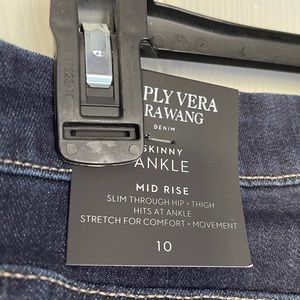 PLY VERA
RAWANG
DENIM
SKINNY
ANKLE
MID RISE
SLIM THROUGH HIP • THIGH
HITS AT ANKLE
STRETCH FOR COMFORT • MOVEMENT
10